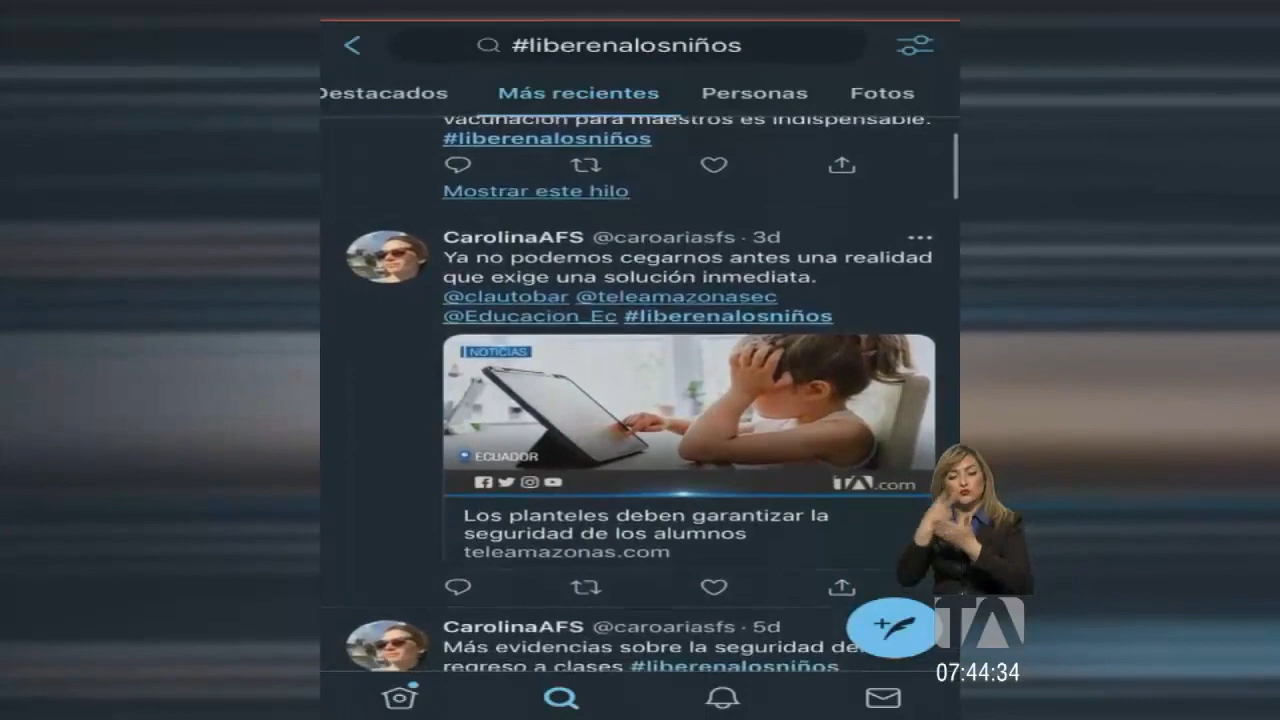 #liberenalosniños
Destacados Más recientes Personas Fotos
vacunación para maestros es indispensable.
#liberenalosniños
Mostrar este hilo
CarolinaAFS @caroariasfs · 3d
Ya no podemos cegarnos antes una realidad
que exige una solución inmediata.
@clautobar @teleamazonasec
@Educacion_Ec #liberenalosniños
NOTICIAS
ECUADOR
TA.com
Los planteles deben garantizar la
seguridad de los alumnos
teleamazonas.com
CarolinaAFS @caroariasfs · 5d
Más evidencias sobre la seguridad de
regreso a clases #liberenalosniños
TA
07:44:34